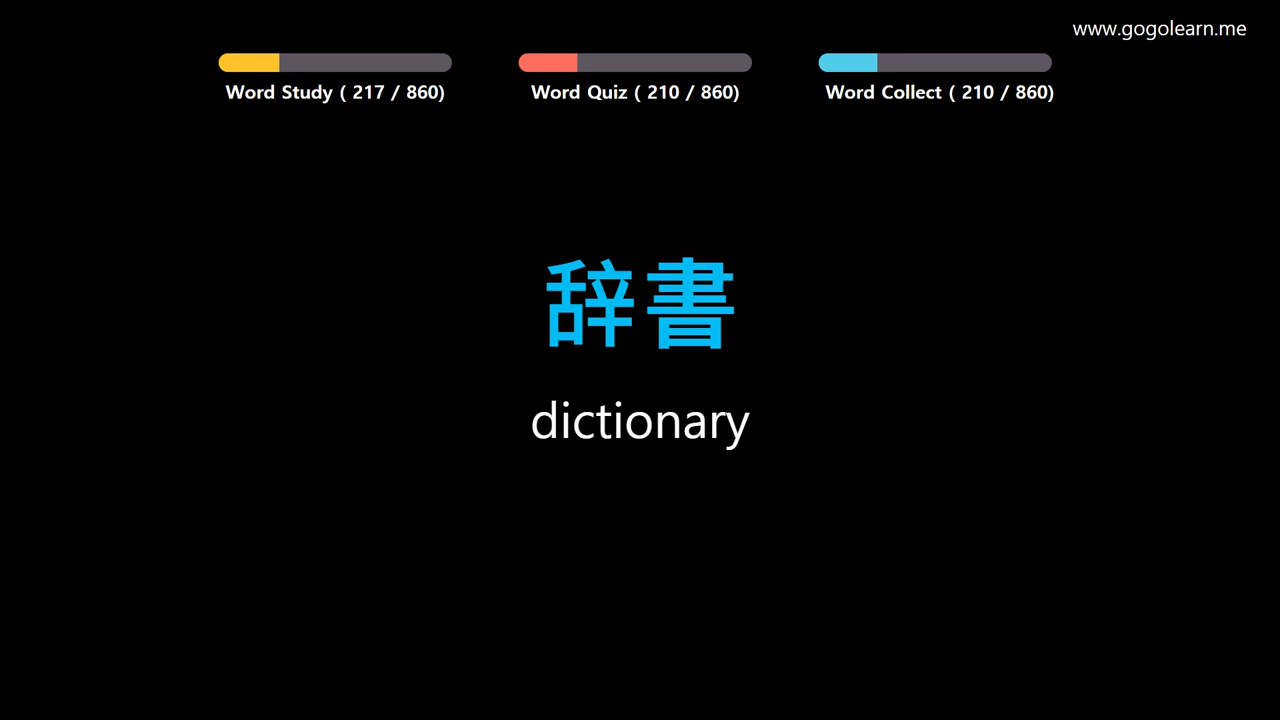 www.gogolearn.me
Word Study ( 217 / 860)
Word Quiz ( 210 / 860)
Word Collect ( 210 / 860)
辞書
dictionary